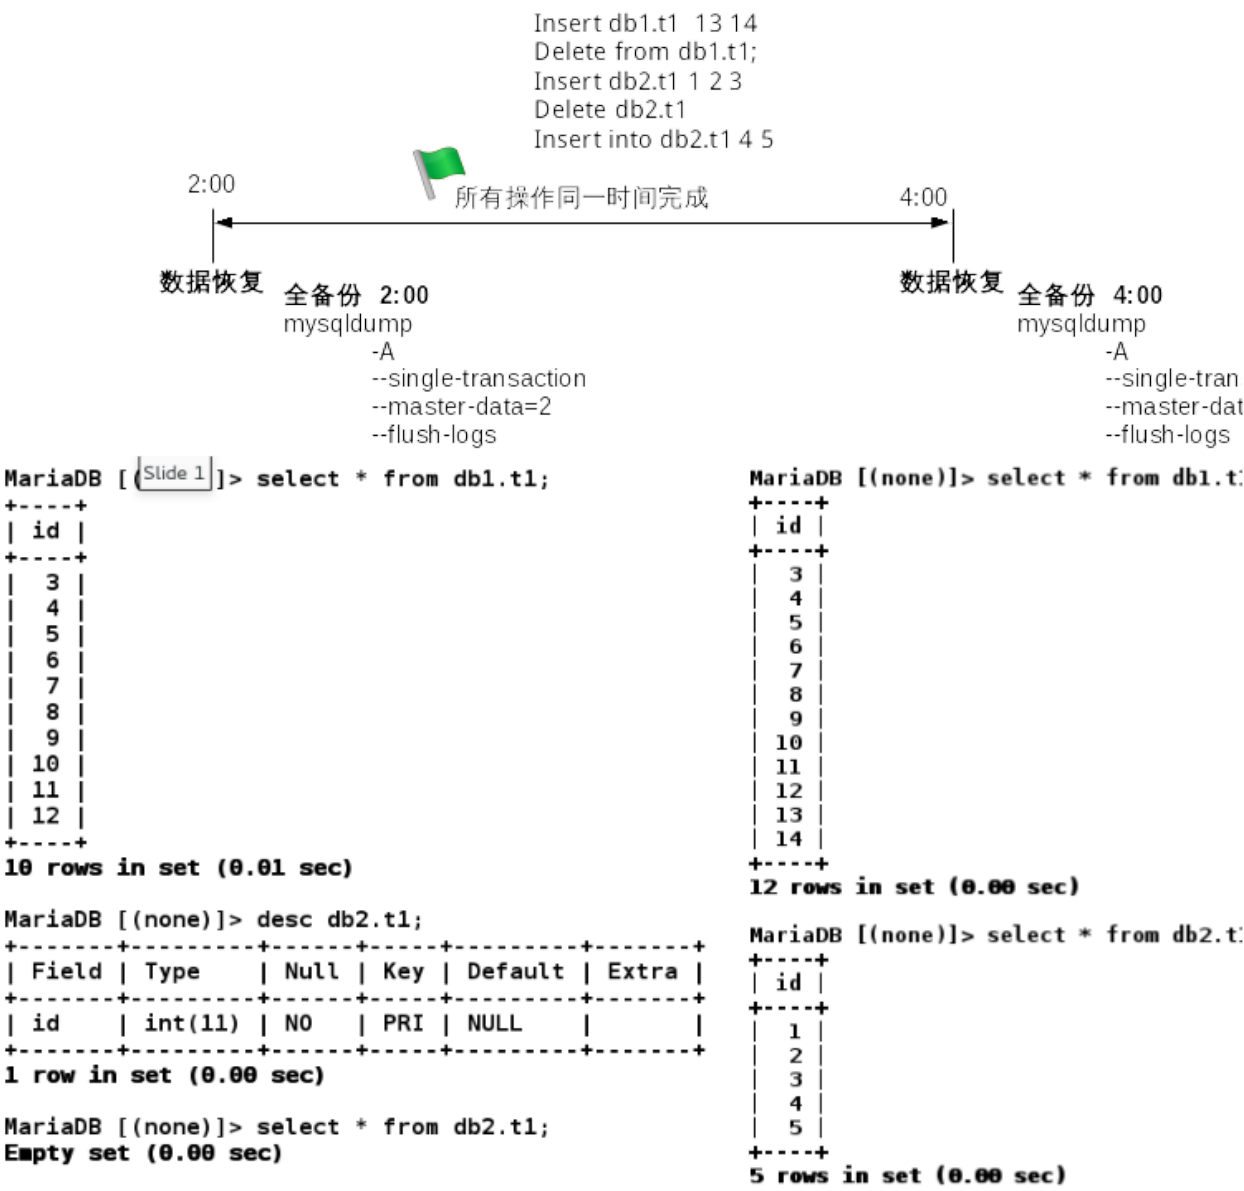 Insert db1.t1 13 14
Delete from db1.t1;
Insert db2.t1 1 2 3
Delete db2.t1
Insert into db2.t1 4 5
2:00
所有操作同一时间完成
4:00
数据恢复
全备份 2:00
mysqldump
-A
--single-transaction
--master-data=2
--flush-logs
数据恢复
全备份 4:00
mysqldump
-A
--single-tran
--master-dat
--flush-logs
MariaDB [( Slide 1 ]> select * from db1.t1;
+----+
| id |
+----+
| 3 |
| 4 |
| 5 |
| 6 |
| 7 |
| 8 |
| 9 |
| 10 |
| 11 |
| 12 |
+----+
10 rows in set (0.01 sec)
MariaDB [(none)]> desc db2.t1;
+-------+---------+------+-----+---------+-------+
| Field | Type | Null | Key | Default | Extra |
+-------+---------+------+-----+---------+-------+
| id | int(11) | NO | PRI | NULL | |
+-------+---------+------+-----+---------+-------+
1 row in set (0.00 sec)
MariaDB [(none)]> select * from db2.t1;
Empty set (0.00 sec)
MariaDB [(none)]> select * from db1.t1
+----+
| id |
+----+
| 3 |
| 4 |
| 5 |
| 6 |
| 7 |
| 8 |
| 9 |
| 10 |
| 11 |
| 12 |
| 13 |
| 14 |
+----+
12 rows in set (0.00 sec)
MariaDB [(none)]> select * from db2.t1
+----+
| id |
+----+
| 1 |
| 2 |
| 3 |
| 4 |
| 5 |
+----+
5 rows in set (0.00 sec)